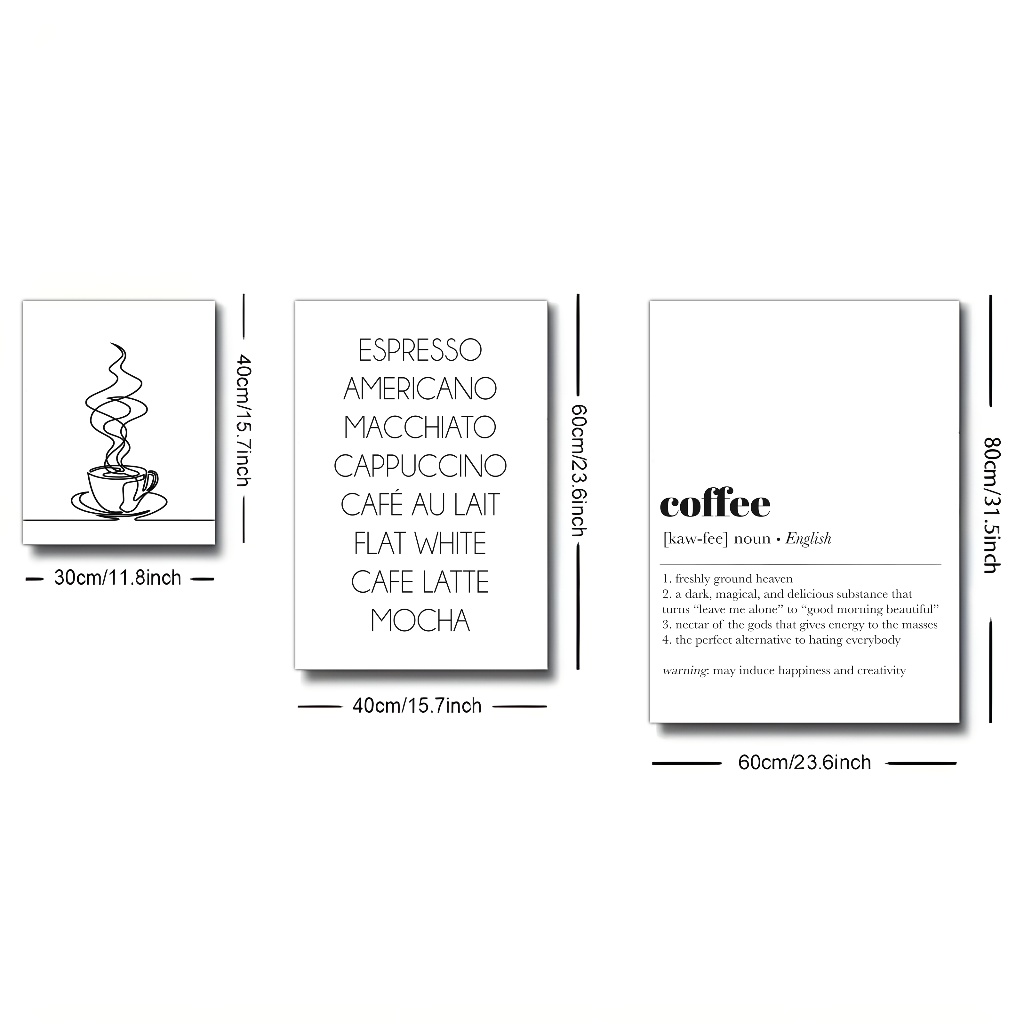 40cm/15.7inch
30cm/11.8inch
ESPRESSO
AMERICANO
MACCHIATO
CAPPUCCINO
CAFÉ AU LAIT
FLAT WHITE
CAFE LATTE
MOCHA
60cm/23.6inch
40cm/15.7inch
coffee
[kaw-fee] noun • English
1. freshly ground heaven
2. a dark, magical, and delicious substance that
turns “leave me alone” to “good morning beautiful”
3. nectar of the gods that gives energy to the masses
4. the perfect alternative to hating everybody
warning: may induce happiness and creativity
80cm/31.5inch
60cm/23.6inch